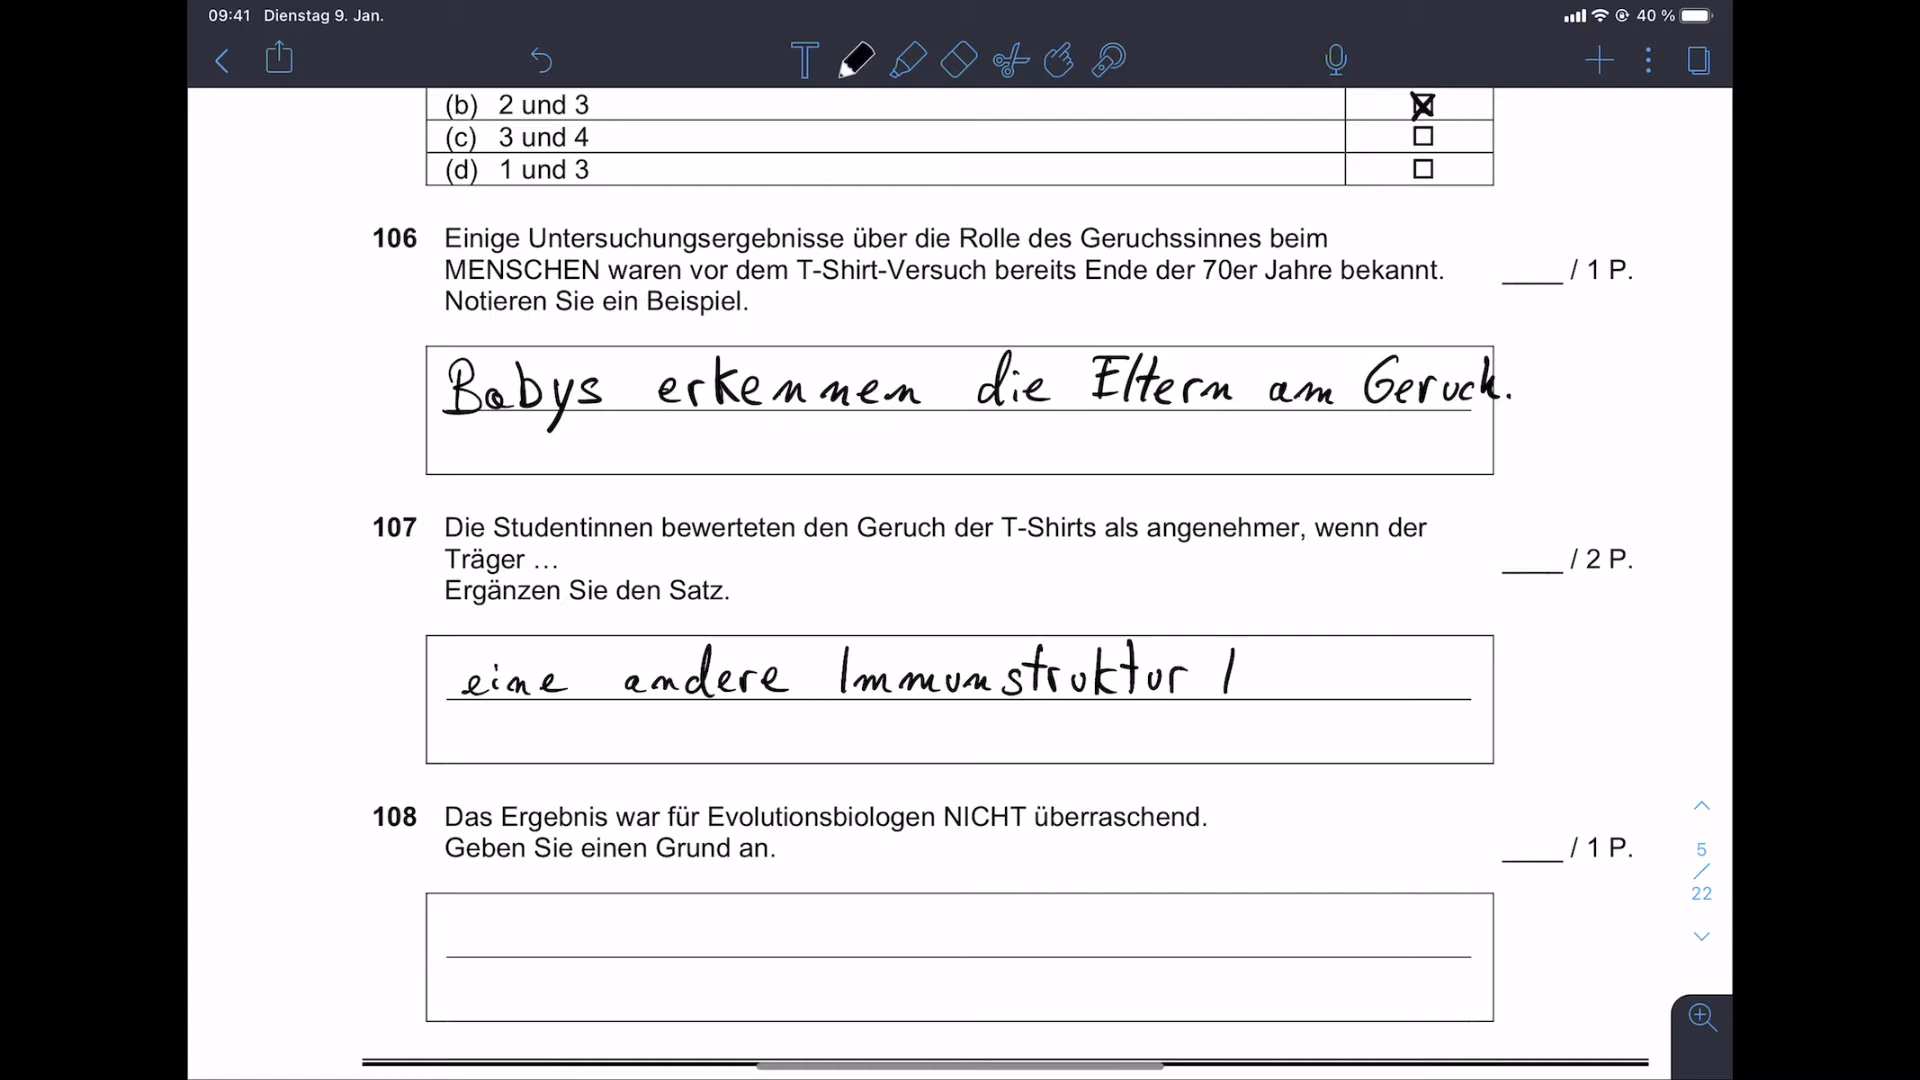 09:41 Dienstag 9. Jan.
40 %
(b) 2 und 3
(c) 3 und 4
(d) 1 und 3
106 Einige Untersuchungsergebnisse über die Rolle des Geruchssinnes beim
MENSCHEN waren vor dem T-Shirt-Versuch bereits Ende der 70er Jahre bekannt.
____ / 1 P.
Notieren Sie ein Beispiel.
Babys erkennen die Eltern am Geruch.
107 Die Studentinnen bewerteten den Geruch der T-Shirts als angenehmer, wenn der
Träger …
____ / 2 P.
Ergänzen Sie den Satz.
eine andere Immunstruktur /
108 Das Ergebnis war für Evolutionsbiologen NICHT überraschend.
Geben Sie einen Grund an.
____ / 1 P.
5
/
22